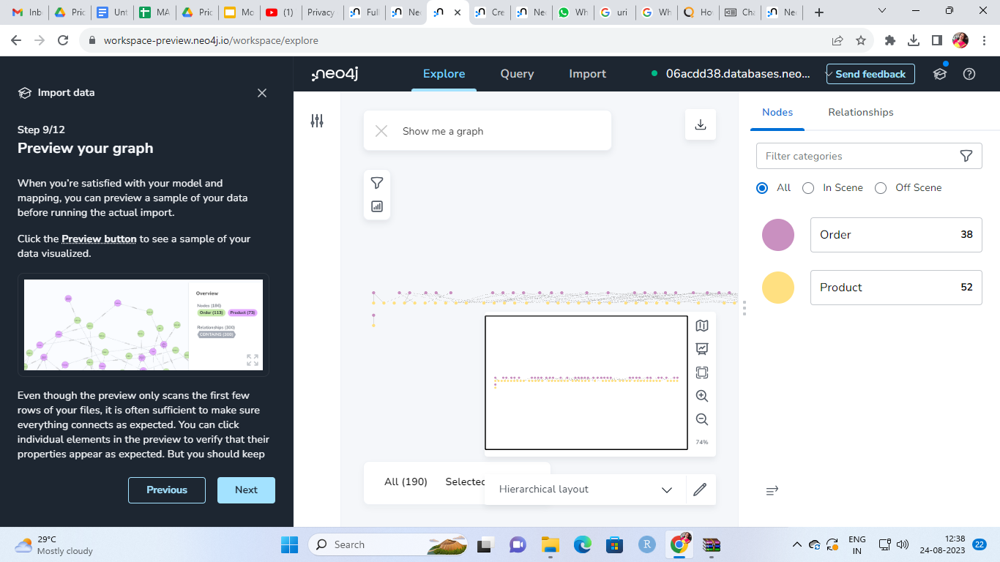 Inb
Pric
Unt
MA
Pric
Mo
(1)
Privacy
Full
Nec
Cre
Nec
Wh
uri
Wh
Hov
Cha
Nec
workspace-preview.neo4j.io/workspace/explore
Import data
Step 9/12
Preview your graph
When you're satisfied with your model and
mapping, you can preview a sample of your data
before running the actual import.
Click the Preview button to see a sample of your
data visualized.
Overview
Nodes (186)
Order (113) Product (73)
Relationships (300)
CONTAINS (300)
Even though the preview only scans the first few
rows of your files, it is often sufficient to make sure
everything connects as expected. You can click
individual elements in the preview to verify that their
properties appear as expected. But you should keep
Previous
Next
neo4j
Explore
Query
Import
06acdd38.databases.neo...
Send feedback
Show me a graph
74%
All (190)
Selected
Hierarchical layout
Nodes
Relationships
Filter categories
All
In Scene
Off Scene
Order 38
Product 52
29°C
Mostly cloudy
Search
R
ENG
IN
12:38
24-08-2023
22